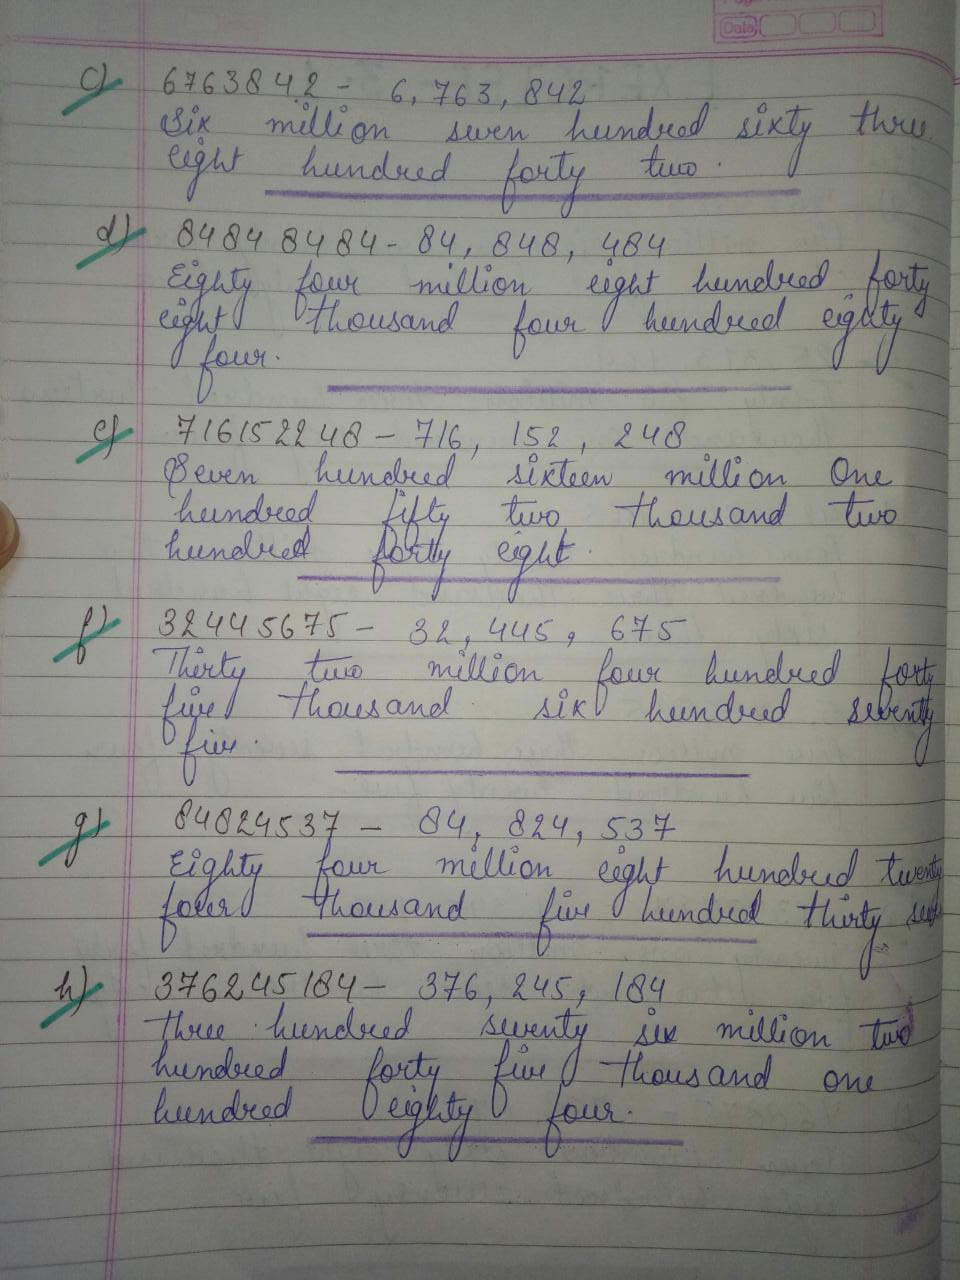 Date
c) 6763842 - 6, 763, 842
Six million seven hundred sixty three
eight hundred forty two.
d) 84848484 - 84, 848, 484
Eighty four million eight hundred forty
eight thousand four hundred eighty
four.
e) 716152248 - 716, 152, 248
Seven hundred sixteen million One
hundred fifty two thousand two
hundred forty eight.
f) 32445675 - 32, 445, 675
Thirty two million four hundred forty
five thousand six hundred seventy
five.
g) 84824537 - 84, 824, 537
Eighty four million eight hundred twenty
four thousand five hundred thirty
h) 376245184 - 376, 245, 184
Three hundred seventy six million two
hundred forty five thousand one
hundred eighty four.